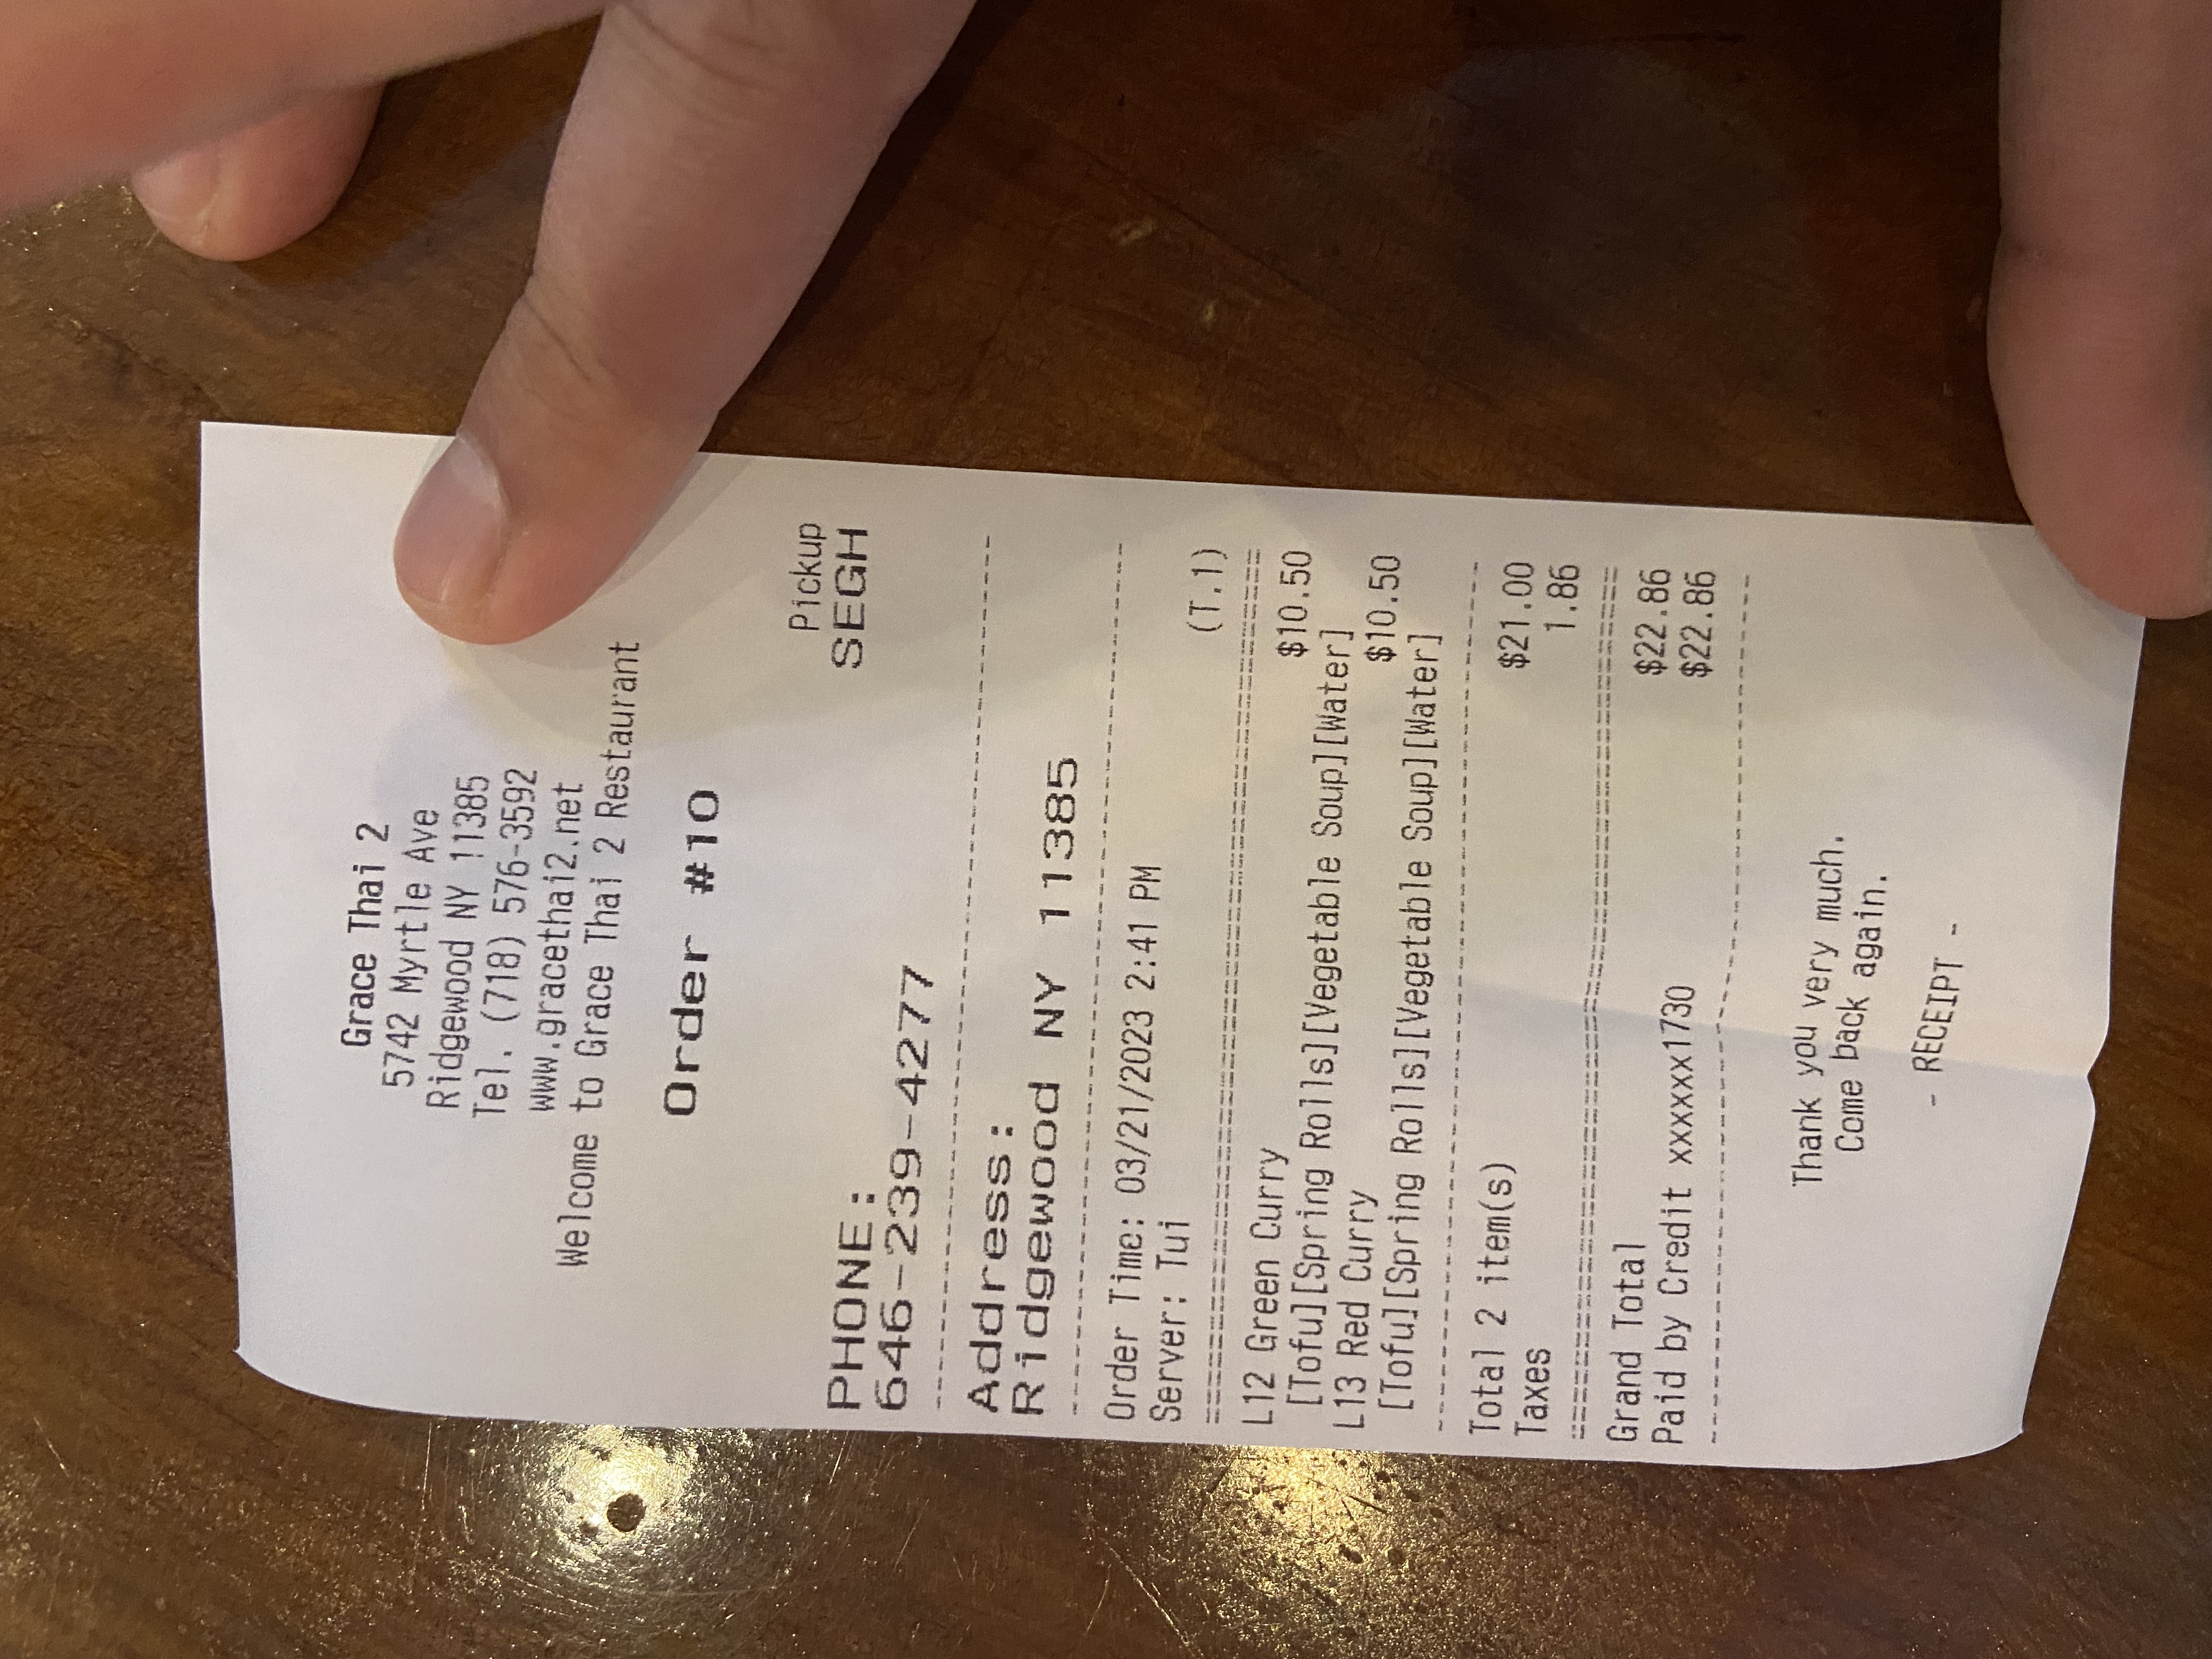 Grace Thai 2
5742 Myrtle Ave
Ridgewood NY 11385
Tel. (718) 576-3592
www.gracethai2.net
Welcome to Grace Thai 2 Restaurant
Order #10
Pickup
PHONE: SEGH
646-239-4277
Address:
Ridgewood NY 11385
Order Time: 03/21/2023 2:41 PM
Server: Tui (T.1)
L12 Green Curry $10.50
[Tofu][Spring Rolls][Vegetable Soup][Water]
L13 Red Curry $10.50
[Tofu][Spring Rolls][Vegetable Soup][Water]
Total 2 item(s) $21.00
Taxes 1.86
Grand Total $22.86
Paid by Credit xxxxxx1730 $22.86
Thank you very much.
Come back again.
- RECEIPT -